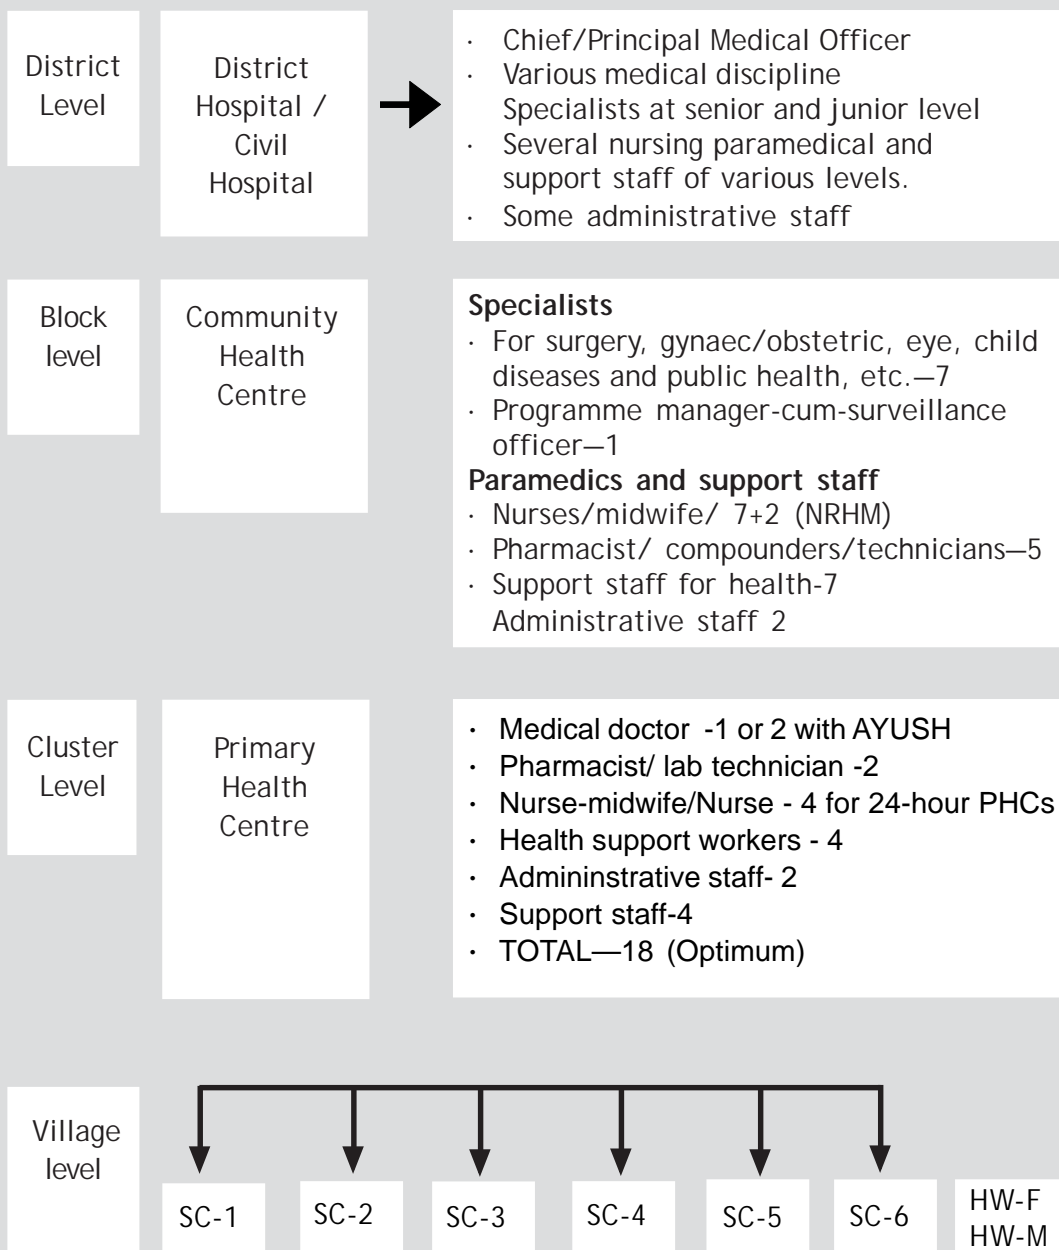 District
Level
District
Hospital /
Civil
Hospital
· Chief/Principal Medical Officer
· Various medical discipline
Specialists at senior and junior level
· Several nursing paramedical and
support staff of various levels.
· Some administrative staff
Block
level
Community
Health
Centre
Specialists
· For surgery, gynaec/obstetric, eye, child
diseases and public health, etc.—7
· Programme manager-cum-surveillance
officer—1
Paramedics and support staff
· Nurses/midwife/ 7+2 (NRHM)
· Pharmacist/ compounders/technicians—5
· Support staff for health-7
Administrative staff 2
Cluster
Level
Primary
Health
Centre
· Medical doctor -1 or 2 with AYUSH
· Pharmacist/ lab technician -2
· Nurse-midwife/Nurse - 4 for 24-hour PHCs
· Health support workers - 4
· Admininstrative staff- 2
· Support staff-4
· TOTAL—18 (Optimum)
Village
level
SC-1
SC-2
SC-3
SC-4
SC-5
SC-6
HW-F
HW-M